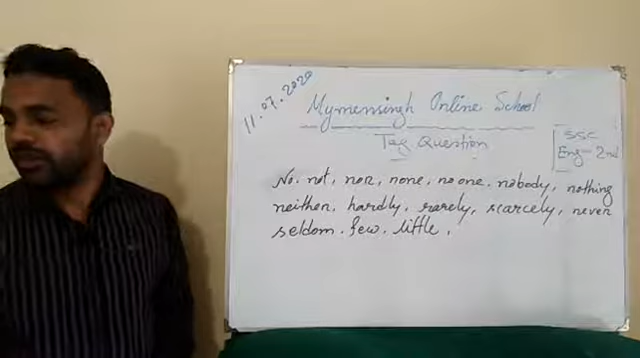 11.07.2020
Mymensingh Online School
Tag Question
SSC
Eng - 2nd
No. not, nor, none, no one. nobody, nothing
neither. hardly. rarely, scarcely, never
seldom. few. little.